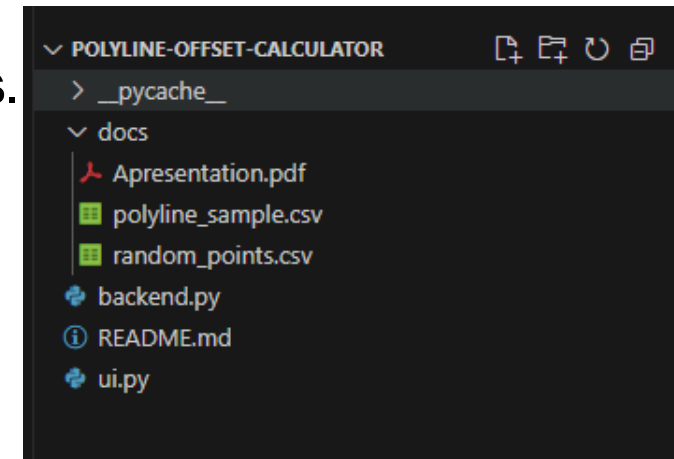 POLYLINE-OFFSET-CALCULATOR
s.
__pycache__
docs
Apresentation.pdf
polyline_sample.csv
random_points.csv
backend.py
README.md
ui.py